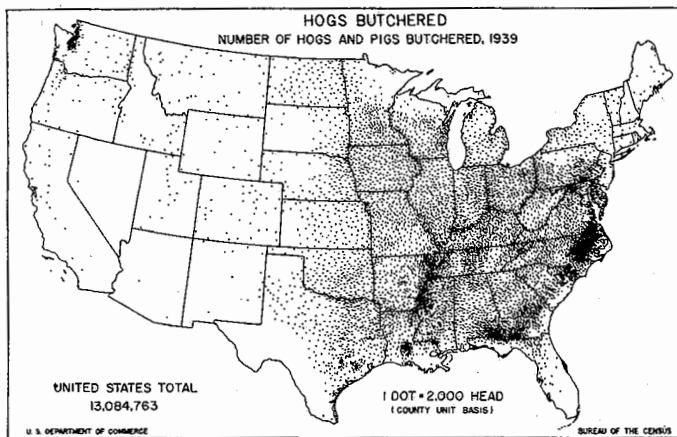 HOGS BUTCHERED
NUMBER OF HOGS AND PIGS BUTCHERED, 1939
UNITED STATES TOTAL
13,084,763
1 DOT = 2,000 HEAD
(COUNTY UNIT BASIS)
U. S. DEPARTMENT OF COMMERCE
BUREAU OF THE CENSUS